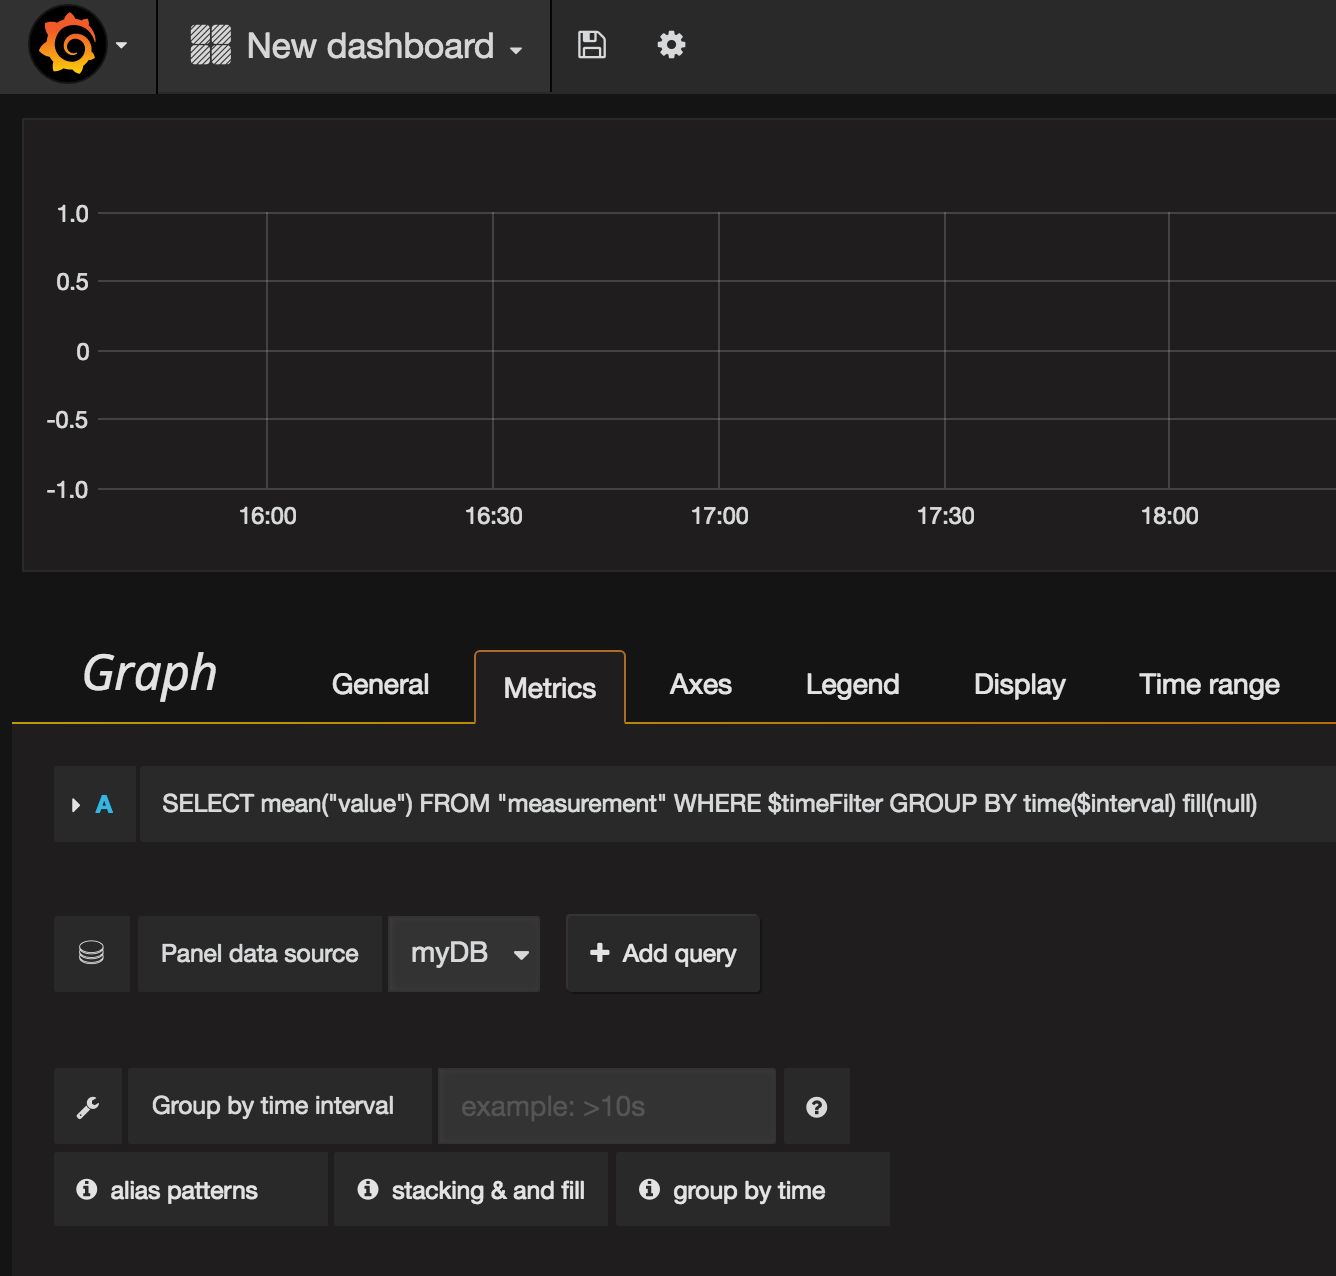 New dashboard
1.0
0.5
0
-0.5
-1.0
16:00 16:30 17:00 17:30 18:00
Graph General Metrics Axes Legend Display Time range
A SELECT mean("value") FROM "measurement" WHERE $timeFilter GROUP BY time($interval) fill(null)
Panel data source myDB + Add query
Group by time interval example: >10s
alias patterns stacking & and fill group by time